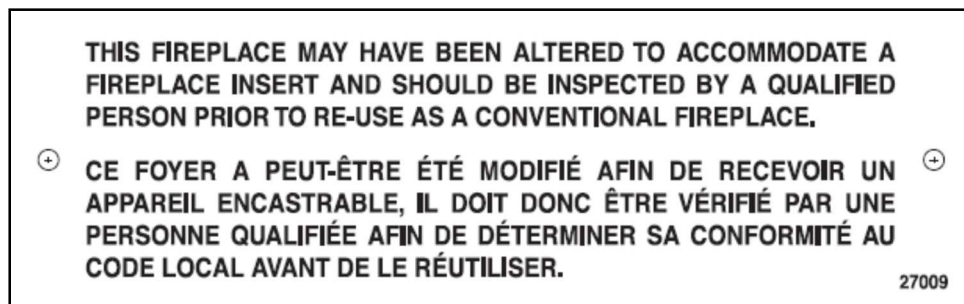 THIS FIREPLACE MAY HAVE BEEN ALTERED TO ACCOMMODATE A
FIREPLACE INSERT AND SHOULD BE INSPECTED BY A QUALIFIED
PERSON PRIOR TO RE-USE AS A CONVENTIONAL FIREPLACE.
CE FOYER A PEUT-ÊTRE ÉTÉ MODIFIÉ AFIN DE RECEVOIR UN
APPAREIL ENCASTRABLE, IL DOIT DONC ÊTRE VÉRIFIÉ PAR UNE
PERSONNE QUALIFIÉE AFIN DE DÉTERMINER SA CONFORMITÉ AU
CODE LOCAL AVANT DE LE RÉUTILISER.
27009